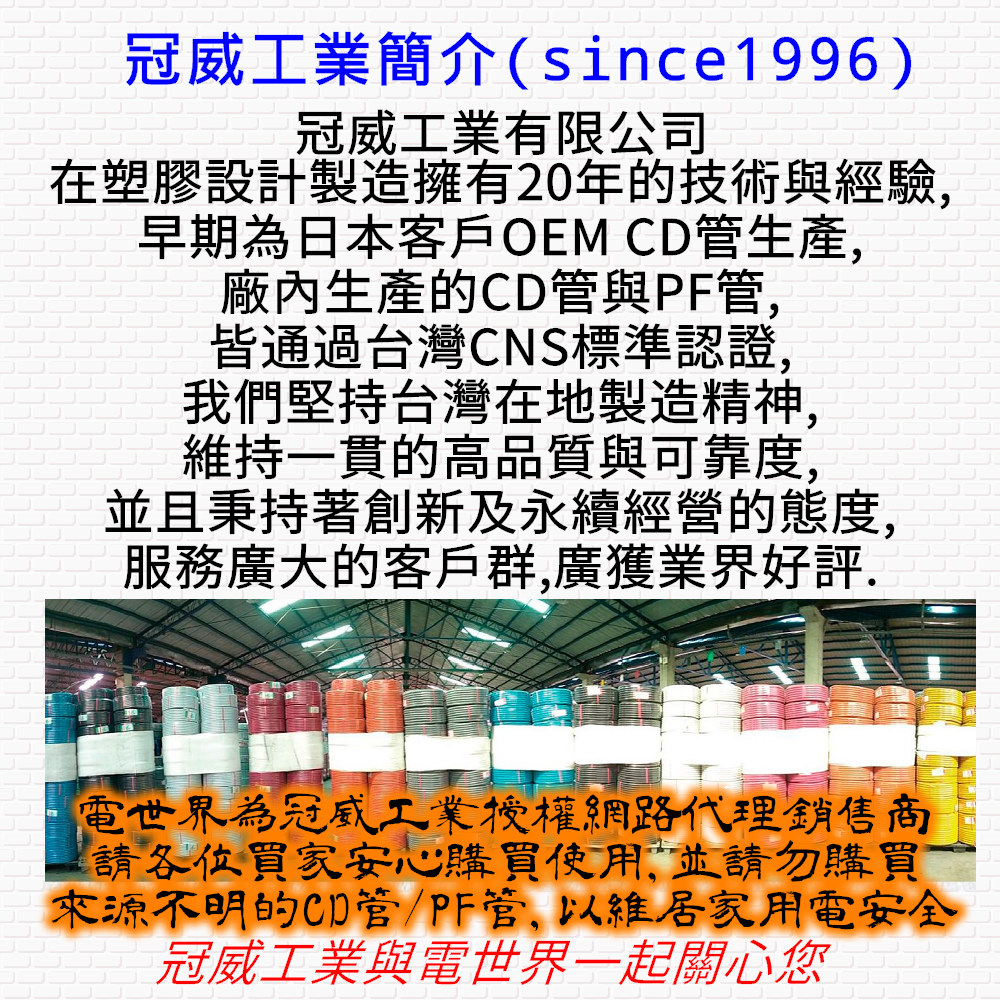 冠威工業簡介(since1996)
冠威工業有限公司
在塑膠設計製造擁有20年的技術與經驗,
早期為日本客戶OEM CD管生產,
廠內生產的CD管與PF管,
皆通過台灣CNS標準認證,
我們堅持台灣在地製造精神,
維持一貫的高品質與可靠度,
並且秉持著創新及永續經營的態度,
服務廣大的客戶群,廣獲業界好評.
電世界為冠威工業授權網路代理銷售商
請各位買家安心購買使用, 並請勿購買
來源不明的CD管/PF管, 以維居家用電安全
冠威工業與電世界一起關心您